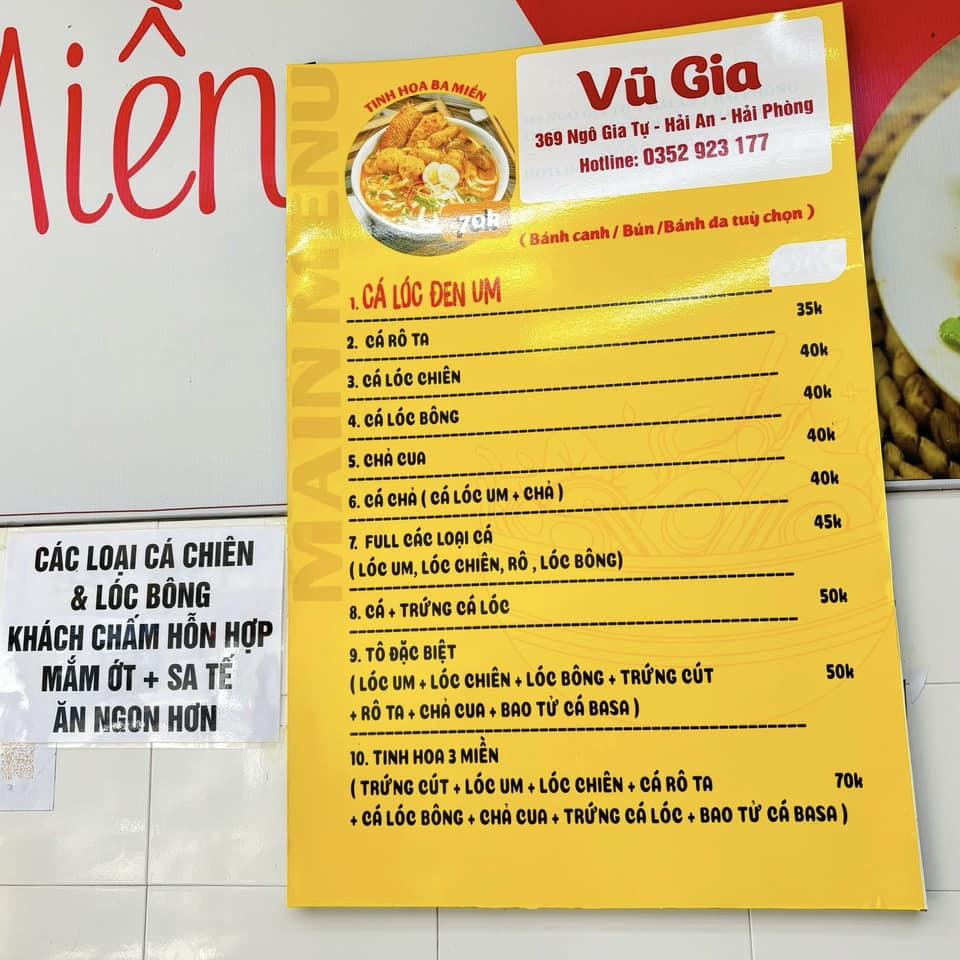 Miền
MAIN MENU
TINH HOA BA MIỀN
70k
Vũ Gia
369 Ngô Gia Tự - Hải An - Hải Phòng
Hotline: 0352 923 177
( Bánh canh / Bún /Bánh đa tuỳ chọn )
1. CÁ LÓC ĐEN UM
35k
2. CÁ RÔ TA
40k
3. CÁ LÓC CHIÊN
40k
4. CÁ LÓC BÔNG
40k
5. CHẢ CUA
40k
6. CÁ CHẢ ( CÁ LÓC UM + CHẢ )
45k
7. FULL CÁC LOẠI CÁ
( LÓC UM, LÓC CHIÊN, RÔ , LÓC BÔNG)
50k
8. CÁ + TRỨNG CÁ LÓC
9. TÔ ĐẶC BIỆT
( LÓC UM + LÓC CHIÊN + LÓC BÔNG + TRỨNG CÚT 50k
+ RÔ TA + CHẢ CUA + BAO TỬ CÁ BASA )
10. TINH HOA 3 MIỀN
( TRỨNG CÚT + LÓC UM + LÓC CHIÊN + CÁ RÔ TA 70k
+ CÁ LÓC BÔNG + CHẢ CUA + TRỨNG CÁ LÓC + BAO TỬ CÁ BASA )
CÁC LOẠI CÁ CHIÊN
& LÓC BÔNG
KHÁCH CHẤM HỖN HỢP
MẮM ỚT + SA TẾ
ĂN NGON HƠN